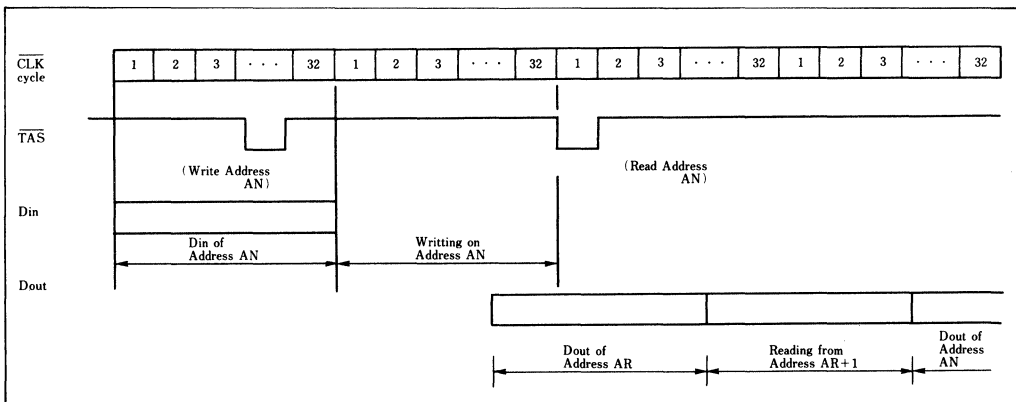 CLK
cycle
1 2 3 · · · 32 1 2 3 · · · 32 1 2 3 · · · 32 1 2 3 · · · 32
TAS
(Write Address
AN)
(Read Address
AN)
Din
Din of
Address AN
Writting on
Address AN
Dout
Dout of
Address AR
Reading from
Address AR+1
Dout of
Address
AN